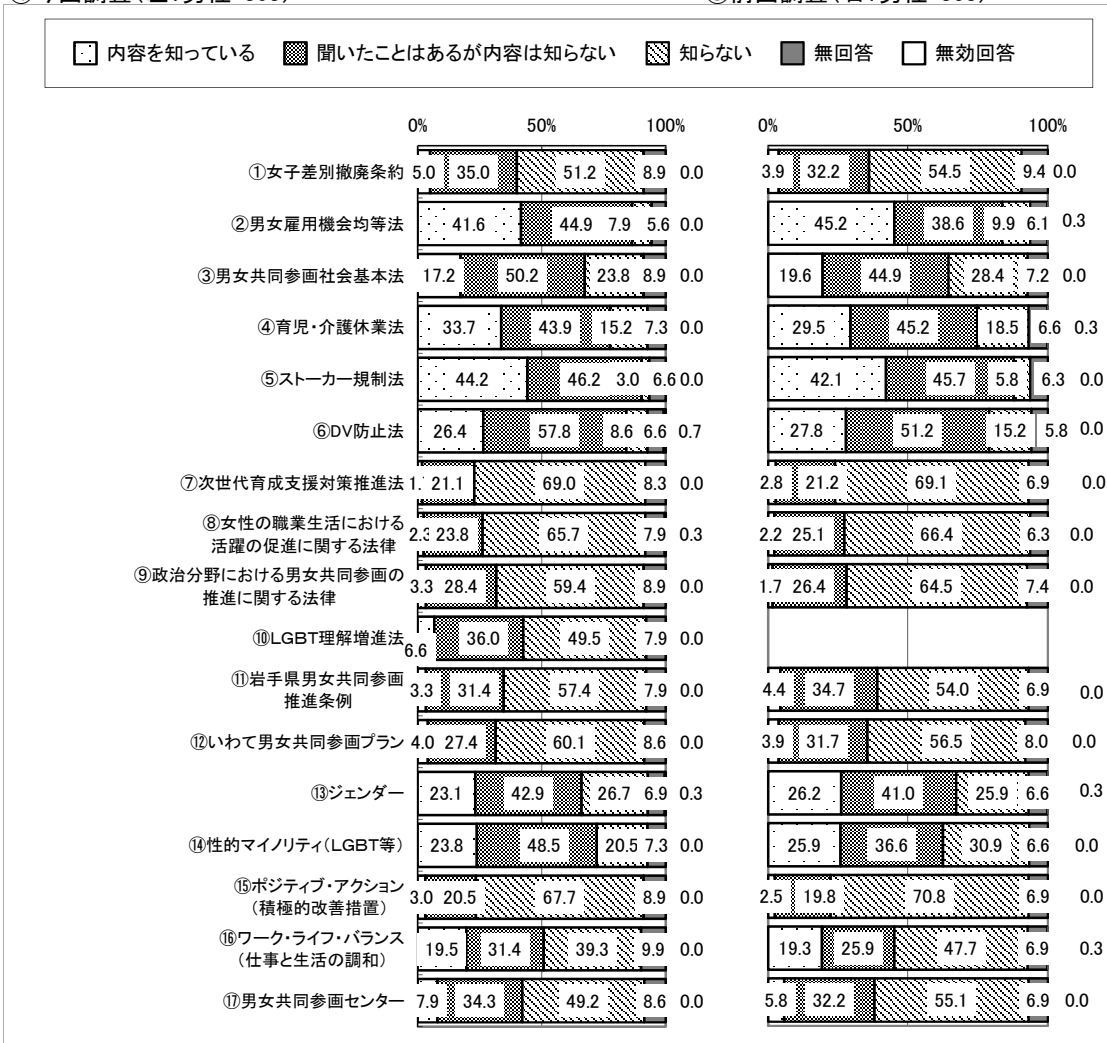 内容を知っている 聞いたことはあるが内容は知らない 知らない 無回答 無効回答
0% 50% 100% 0% 50% 100%
①女子差別撤廃条約 5.0 35.0 51.2 8.9 0.0 3.9 32.2 54.5 9.4 0.0
②男女雇用機会均等法 41.6 44.9 7.9 5.6 0.0 45.2 38.6 9.9 6.1 0.3
③男女共同参画社会基本法 17.2 50.2 23.8 8.9 0.0 19.6 44.9 28.4 7.2 0.0
④育児・介護休業法 33.7 43.9 15.2 7.3 0.0 29.5 45.2 18.5 6.6 0.3
⑤ストーカー規制法 44.2 46.2 3.0 6.6 0.0 42.1 45.7 5.8 6.3 0.0
⑥DV防止法 26.4 57.8 8.6 6.6 0.7 27.8 51.2 15.2 5.8 0.0
⑦次世代育成支援対策推進法 21.1 69.0 8.3 0.0 2.8 21.2 69.1 6.9 0.0
⑧女性の職業生活における
活躍の促進に関する法律 2.3 23.8 65.7 7.9 0.3 2.2 25.1 66.4 6.3 0.0
⑨政治分野における男女共同参画の
推進に関する法律 3.3 28.4 59.4 8.9 0.0 1.7 26.4 64.5 7.4 0.0
⑩LGBT理解増進法 6.6 36.0 49.5 7.9 0.0
⑪岩手県男女共同参画
推進条例 3.3 31.4 57.4 7.9 0.0 4.4 34.7 54.0 6.9 0.0
⑫いわて男女共同参画プラン 4.0 27.4 60.1 8.6 0.0 3.9 31.7 56.5 8.0 0.0
⑬ジェンダー 23.1 42.9 26.7 6.9 0.3 26.2 41.0 25.9 6.6 0.3
⑭性的マイノリティ(LGBT等) 23.8 48.5 20.5 7.3 0.0 25.9 36.6 30.9 6.6 0.0
⑮ポジティブ・アクション
(積極的改善措置) 3.0 20.5 67.7 8.9 0.0 2.5 19.8 70.8 6.9 0.0
⑯ワーク・ライフ・バランス
(仕事と生活の調和) 19.5 31.4 39.3 9.9 0.0 19.3 25.9 47.7 6.9 0.3
⑰男女共同参画センター 7.9 34.3 49.2 8.6 0.0 5.8 32.2 55.1 6.9 0.0